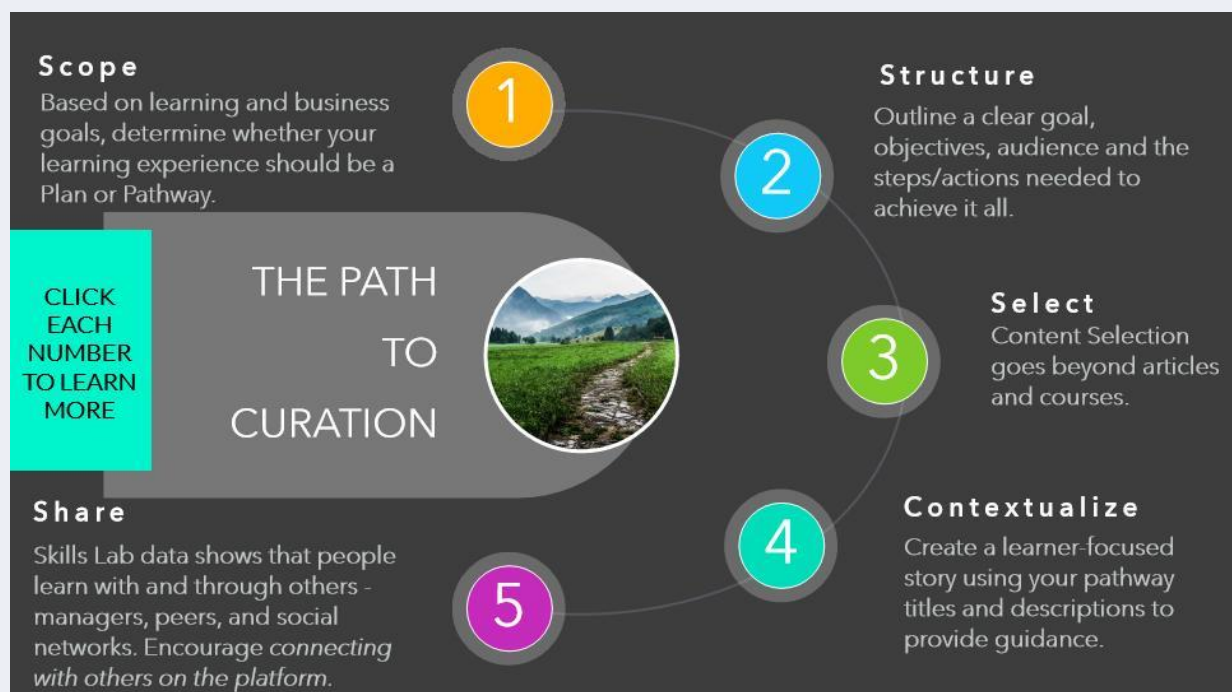 Scope
Based on learning and business
goals, determine whether your
learning experience should be a
Plan or Pathway.
1
2
Structure
Outline a clear goal,
objectives, audience and the
steps/actions needed to
achieve it all.
CLICK
EACH
NUMBER
TO LEARN
MORE
THE PATH
TO
CURATION
3
Select
Content Selection
goes beyond articles
and courses.
4
Contextualize
Create a learner-focused
story using your pathway
titles and descriptions to
provide guidance.
Share
Skills Lab data shows that people
learn with and through others -
managers, peers, and social
networks. Encourage connecting
with others on the platform.
5